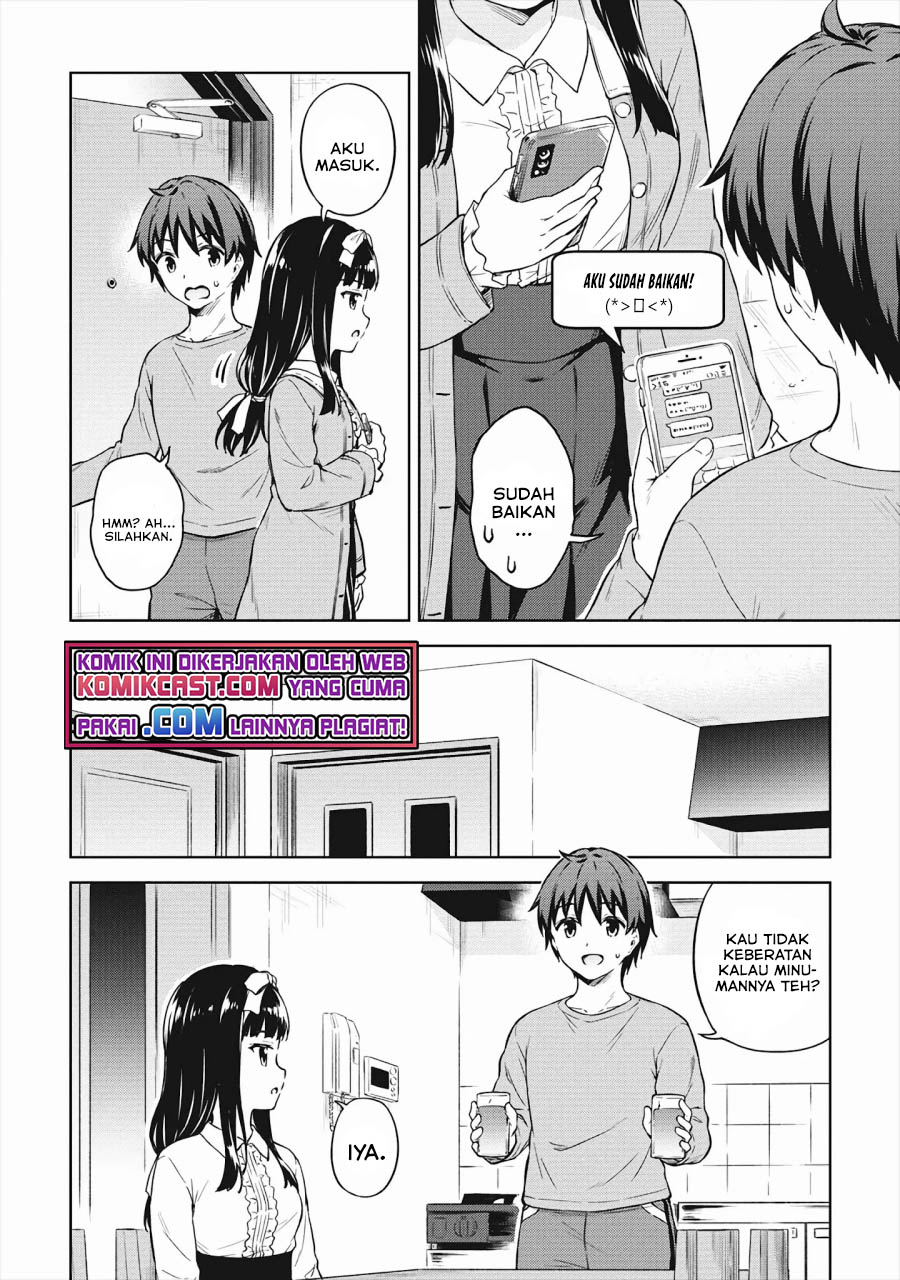 AKU SUDAH BAIKAN!
(*>▯<*)
SUDAH
BAIKAN
...
AKU
MASUK.
HMM? AH...
SILAHKAN.
KOMIK INI DIKERJAKAN OLEH WEB
KOMIKCAST.COM YANG CUMA
PAKAI .COM LAINNYA PLAGIAT!
KAU TIDAK
KEBERATAN
KALAU MINU-
MANNYA TEH?
IYA.